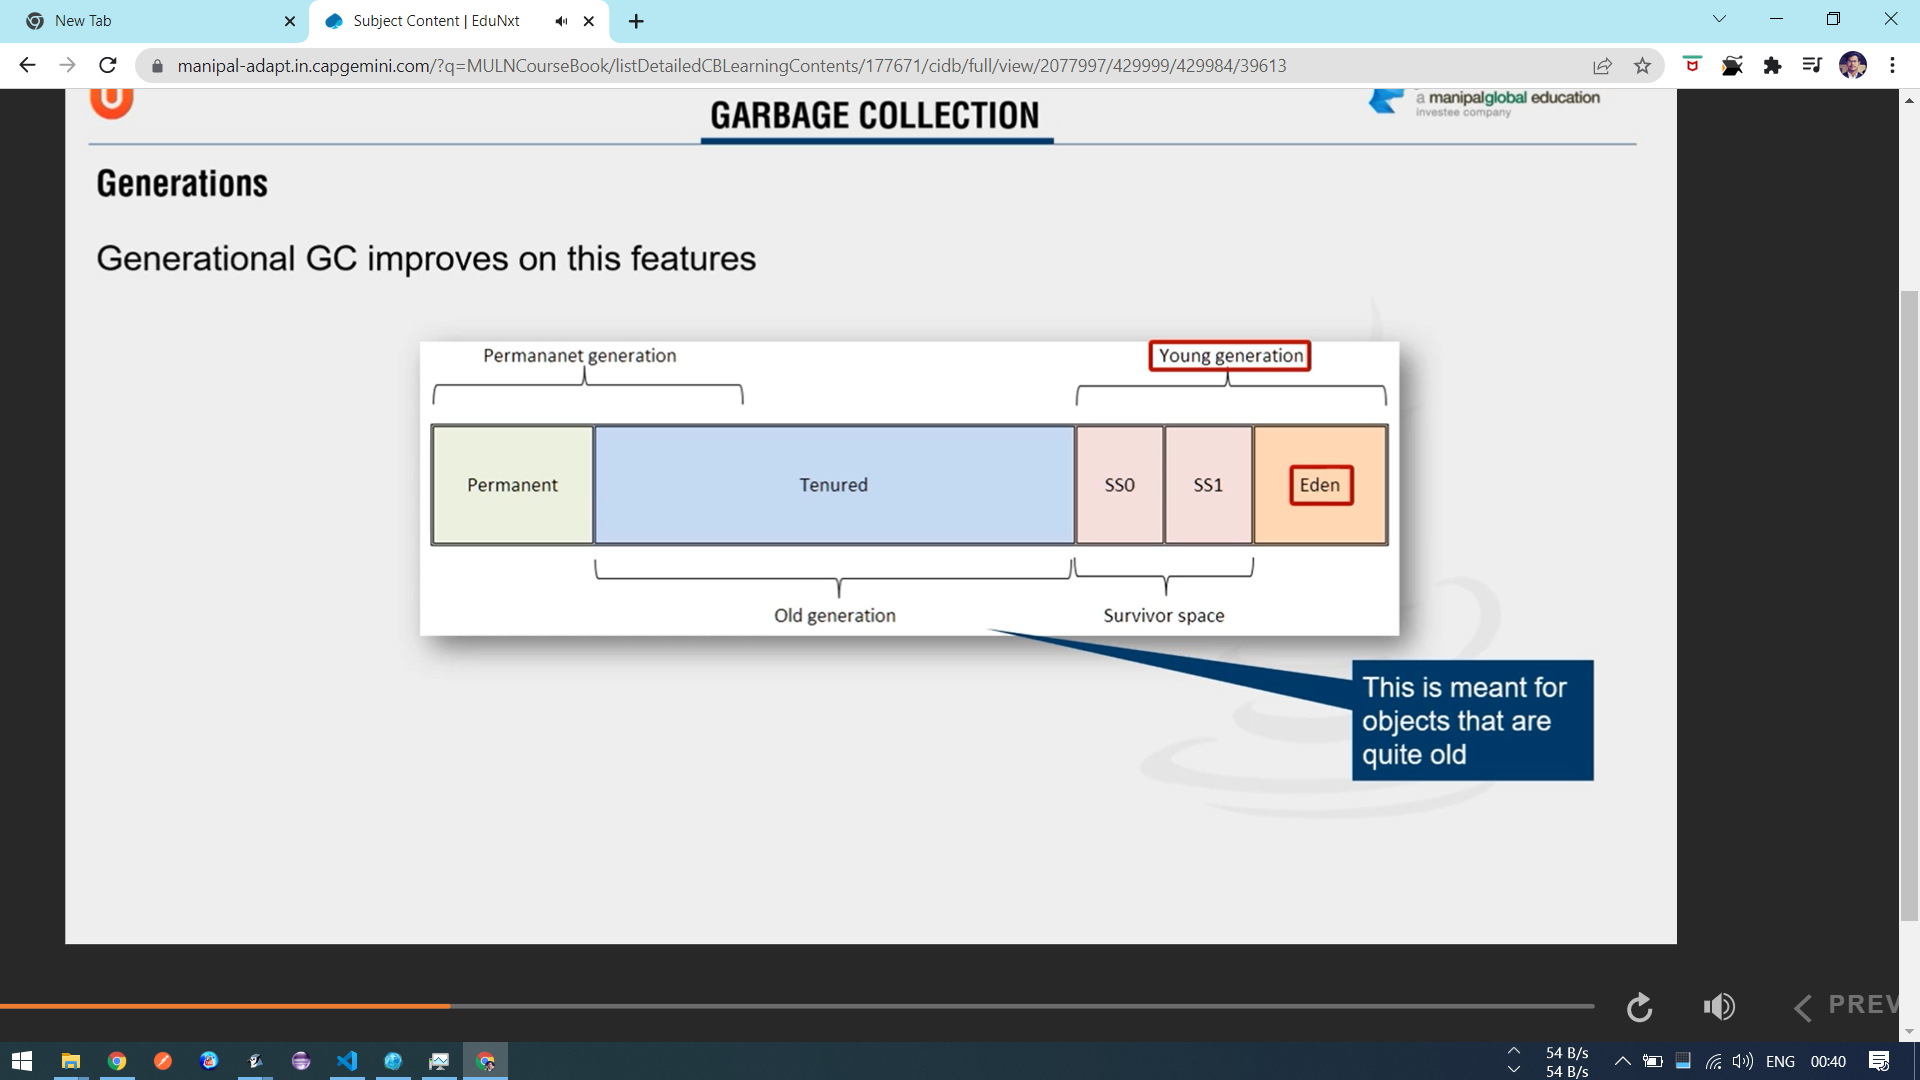 New Tab
Subject Content | EduNxt
manipal-adapt.in.capgemini.com/?q=MULNCourseBook/listDetailedCBLearningContents/177671/cidb/full/view/2077997/429999/429984/39613
U
GARBAGE COLLECTION
a manipalglobal education
investee company
Generations
Generational GC improves on this features
Permananet generation
Young generation
Permanent
Tenured
SS0
SS1
Eden
Old generation
Survivor space
This is meant for
objects that are
quite old
PREV
54 B/s
54 B/s
ENG
00:40